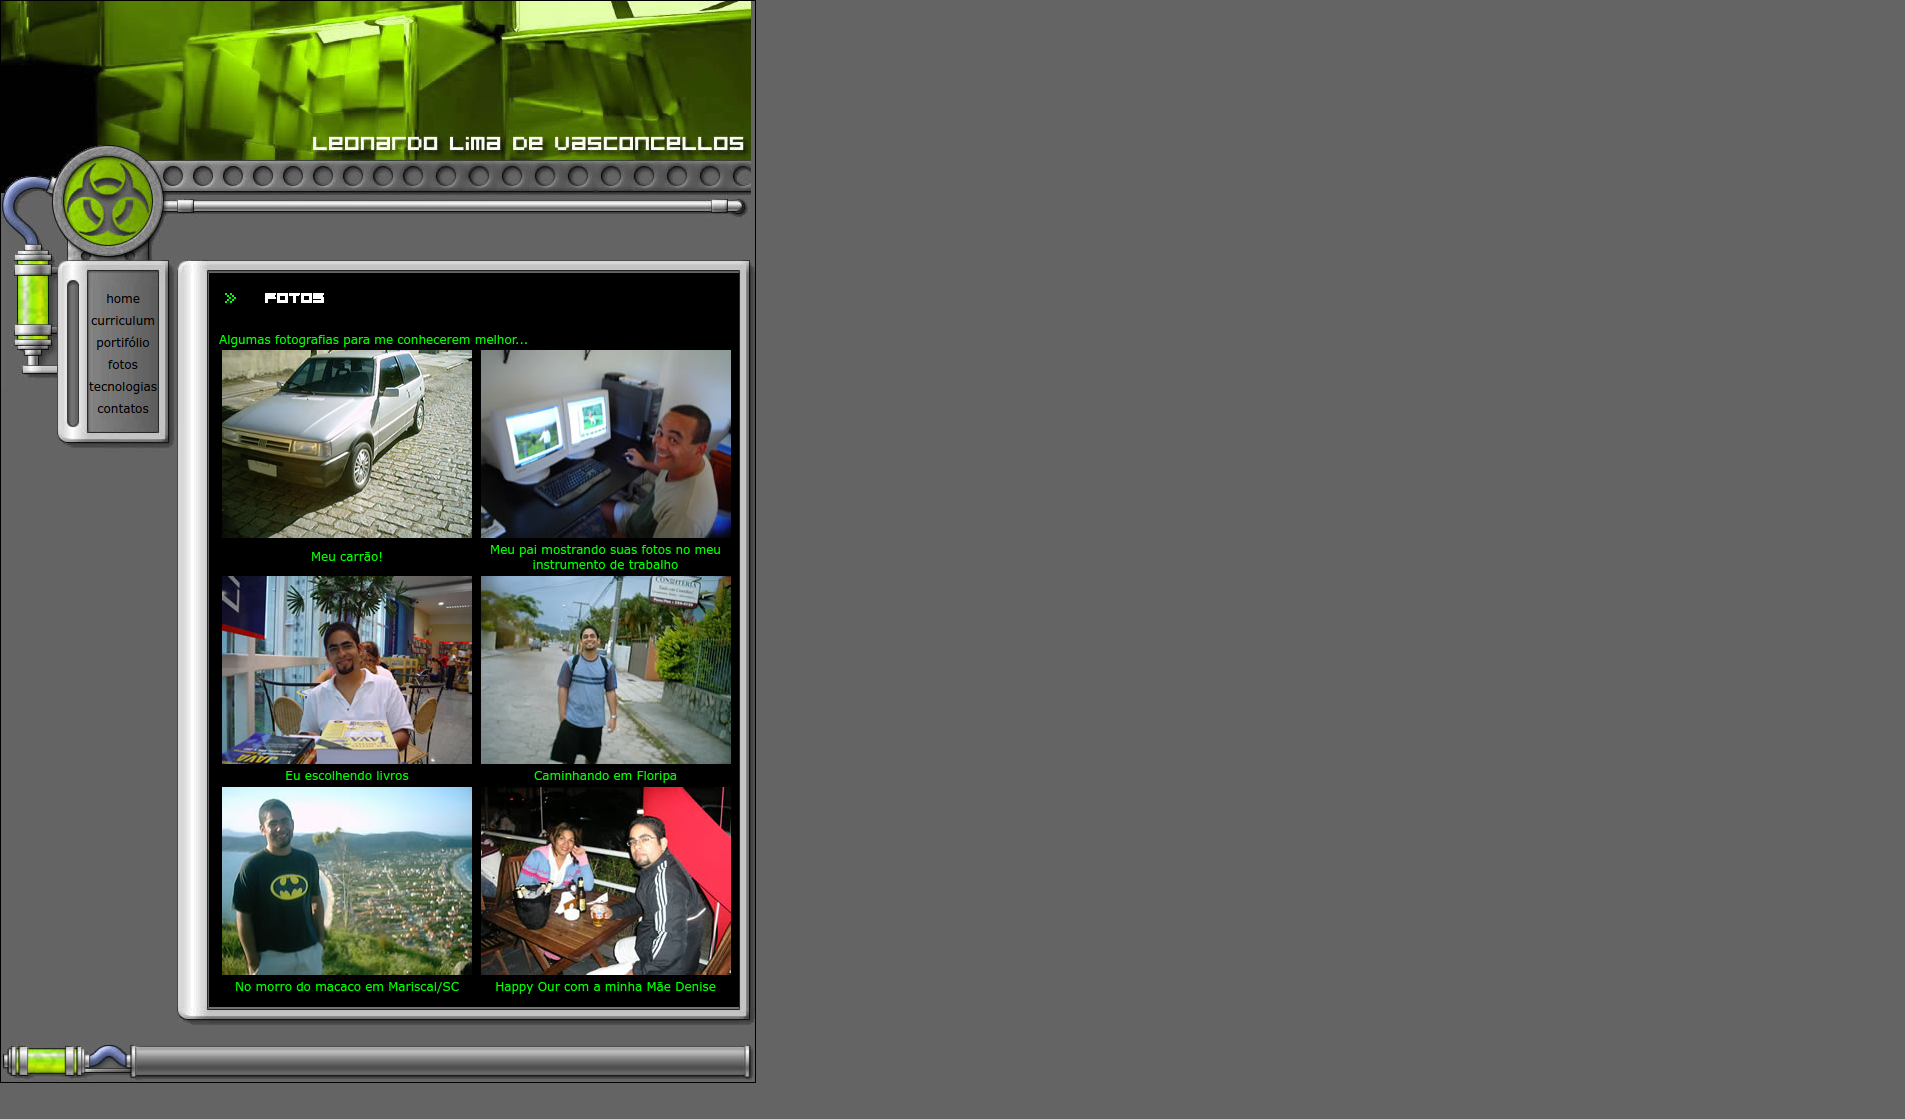 Leonardo Lima de Vasconcellos
home
curriculum
portifólio
fotos
tecnologias
contatos
FOTOS
Algumas fotografias para me conhecerem melhor...
Meu carrão!
Meu pai mostrando suas fotos no meu
instrumento de trabalho
JAVA
JAVA
Eu escolhendo livros
Caminhando em Floripa
No morro do macaco em Mariscal/SC
Happy Our com a minha Mãe Denise